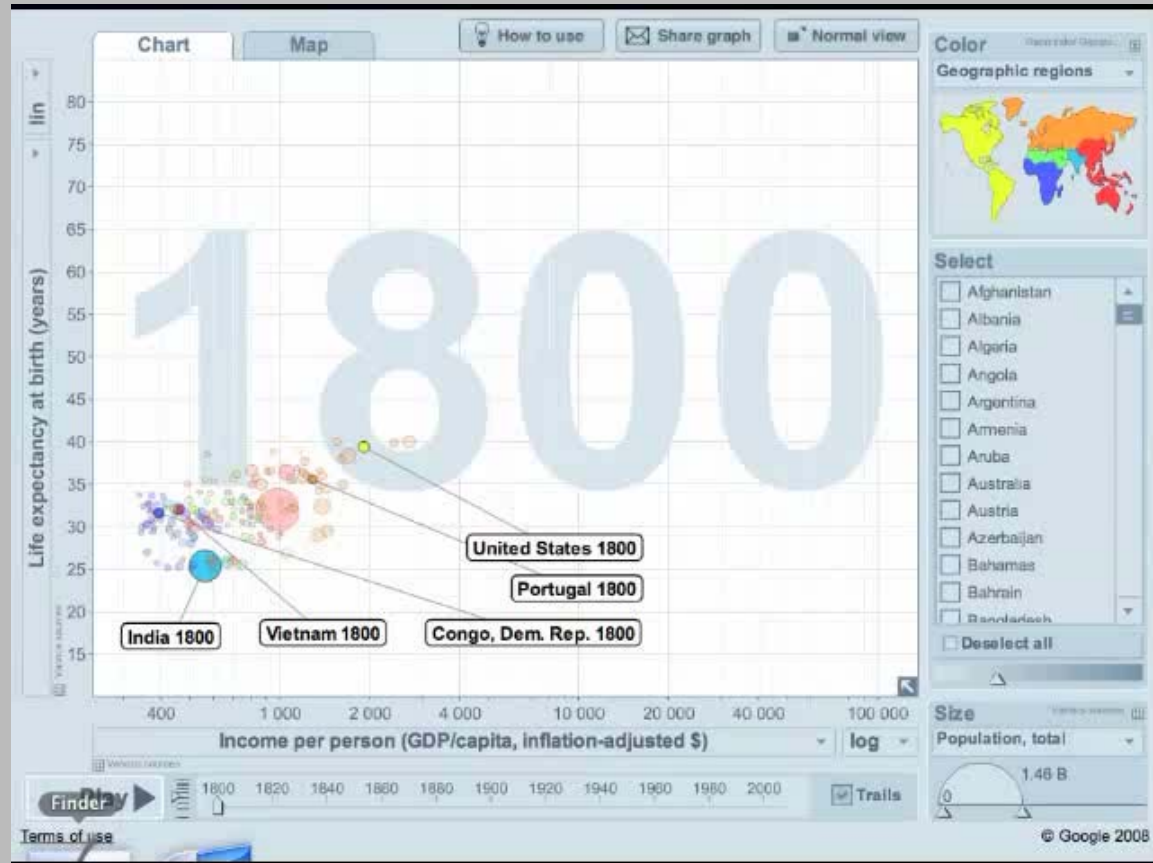 Chart
Map
How to use
Share graph
Normal view
Color
Geographic regions
lin
Life expectancy at birth (years)
80
75
70
65
60
55
50
45
40
35
30
25
20
15
1800
United States 1800
Portugal 1800
India 1800
Vietnam 1800
Congo, Dem. Rep. 1800
400
1 000
2 000
4 000
10 000
20 000
40 000
100 000
Income per person (GDP/capita, inflation-adjusted $)
log
Select
Afghanistan
Albania
Algeria
Angola
Argentina
Armenia
Aruba
Australia
Austria
Azerbaijan
Bahamas
Bahrain
Bangladesh
Deselect all
Size
Population, total
1.46 B
0
Play
Finder
1800 1820 1840 1860 1880 1900 1920 1940 1960 1980 2000
Trails
Terms of use
© Google 2008